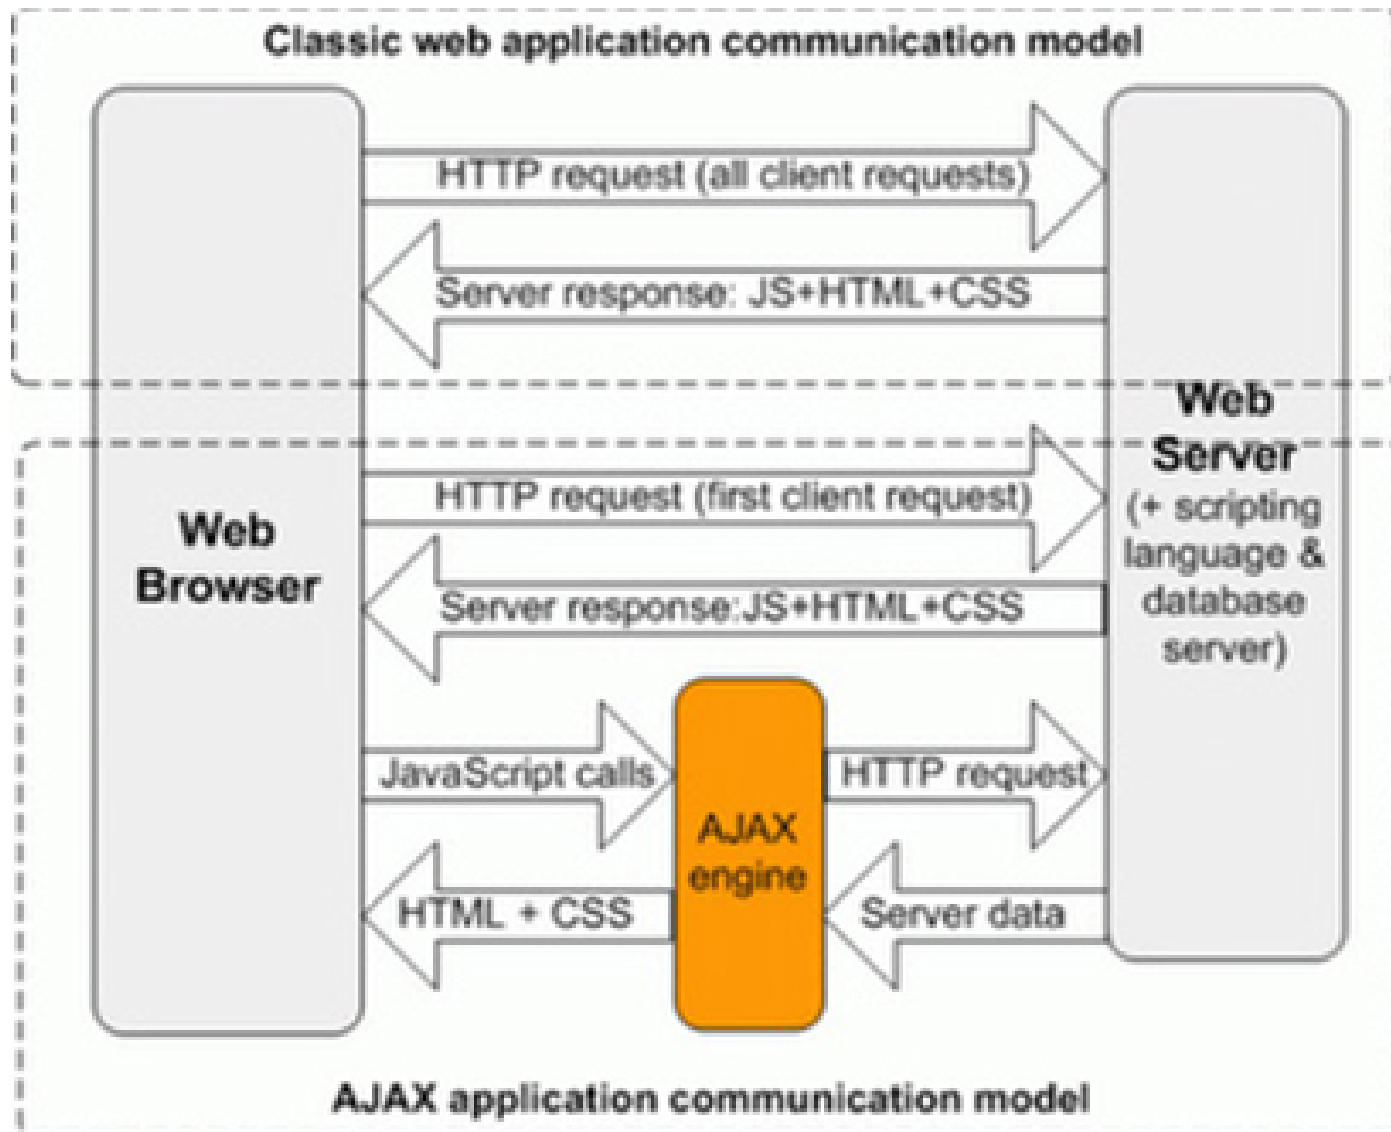 Classic web application communication model
HTTP request (all client requests)
Server response: JS+HTML+CSS
Web
Server
(+ scripting
language &
database
server)
Web
Browser
HTTP request (first client request)
Server response:JS+HTML+CSS
JavaScript calls
HTTP request
AJAX
engine
HTML + CSS
Server data
AJAX application communication model